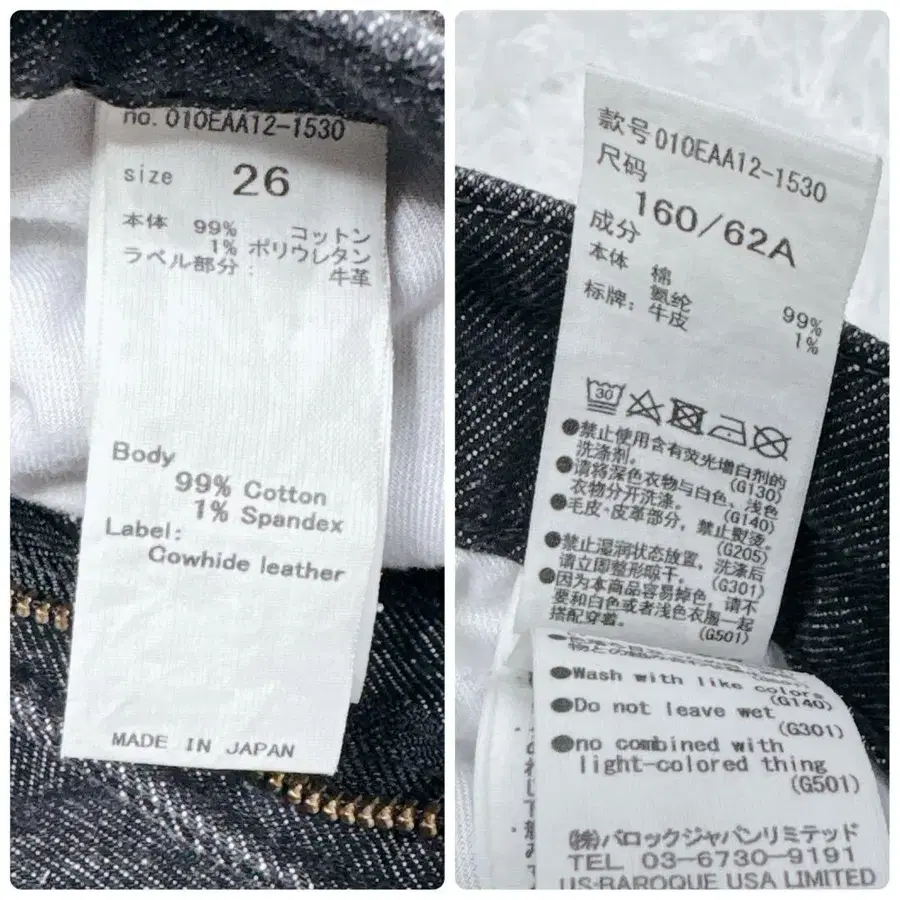 no. 010EAA12-1530
size 26
本体 99% コットン
1% ポリウレタン
ラベル部分: 牛革
Body
99% Cotton
1% Spandex
Label:
Cowhide leather
MADE IN JAPAN
款号 010EAA12-1530
尺码
160/62A
成分
本体 棉 99%
氨纶 1%
标牌: 牛皮
30
●禁止使用含有荧光增白剂的
洗涤剂。 (G130)
●请将深色衣物与白色、浅色
衣物分开洗涤。 (G140)
●毛皮·皮革部分,禁止熨烫。
(G205)
●禁止湿润状态放置,洗涤后
请立即整形晾干。 (G301)
●因为本商品容易掉色,请不
要和白色或者浅色衣服一起
搭配穿着。 (G501)
●Wash with like colors
(G140)
●Do not leave wet
(G301)
●no combined with
light-colored thing
(G501)
㈱バロックジャパンリミテッド
TEL 03-6730-9191
US:BAROQUE USA LIMITED